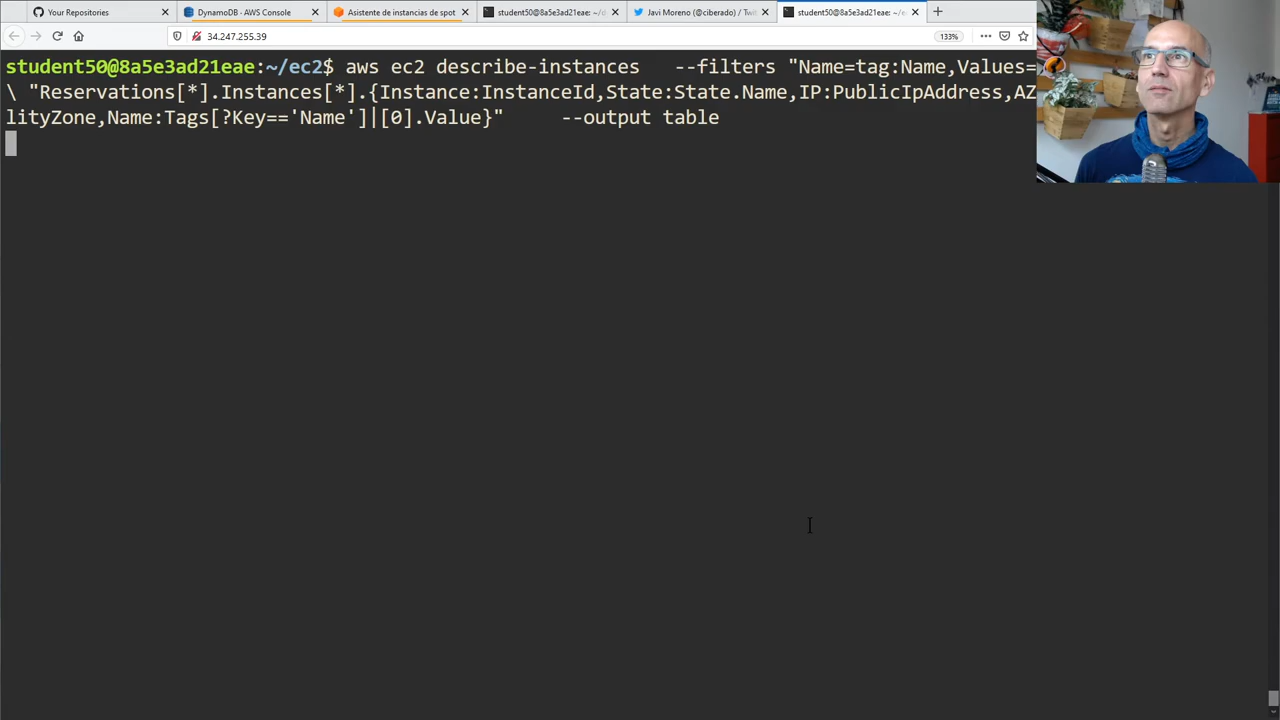 Your Repositories
DynamoDB - AWS Console
Asistente de instancias de spot
student50@8a5e3ad21eae: ~/
Javi Moreno (@ciberado) / Twi
student50@8a5e3ad21eae: ~/e
34.247.255.39
133%
student50@8a5e3ad21eae:~/ec2$ aws ec2 describe-instances   --filters "Name=tag:Name,Values=
\ "Reservations[*].Instances[*].{Instance:InstanceId,State:State.Name,IP:PublicIpAddress,AZ
lityZone,Name:Tags[?Key=='Name']|[0].Value}"     --output table